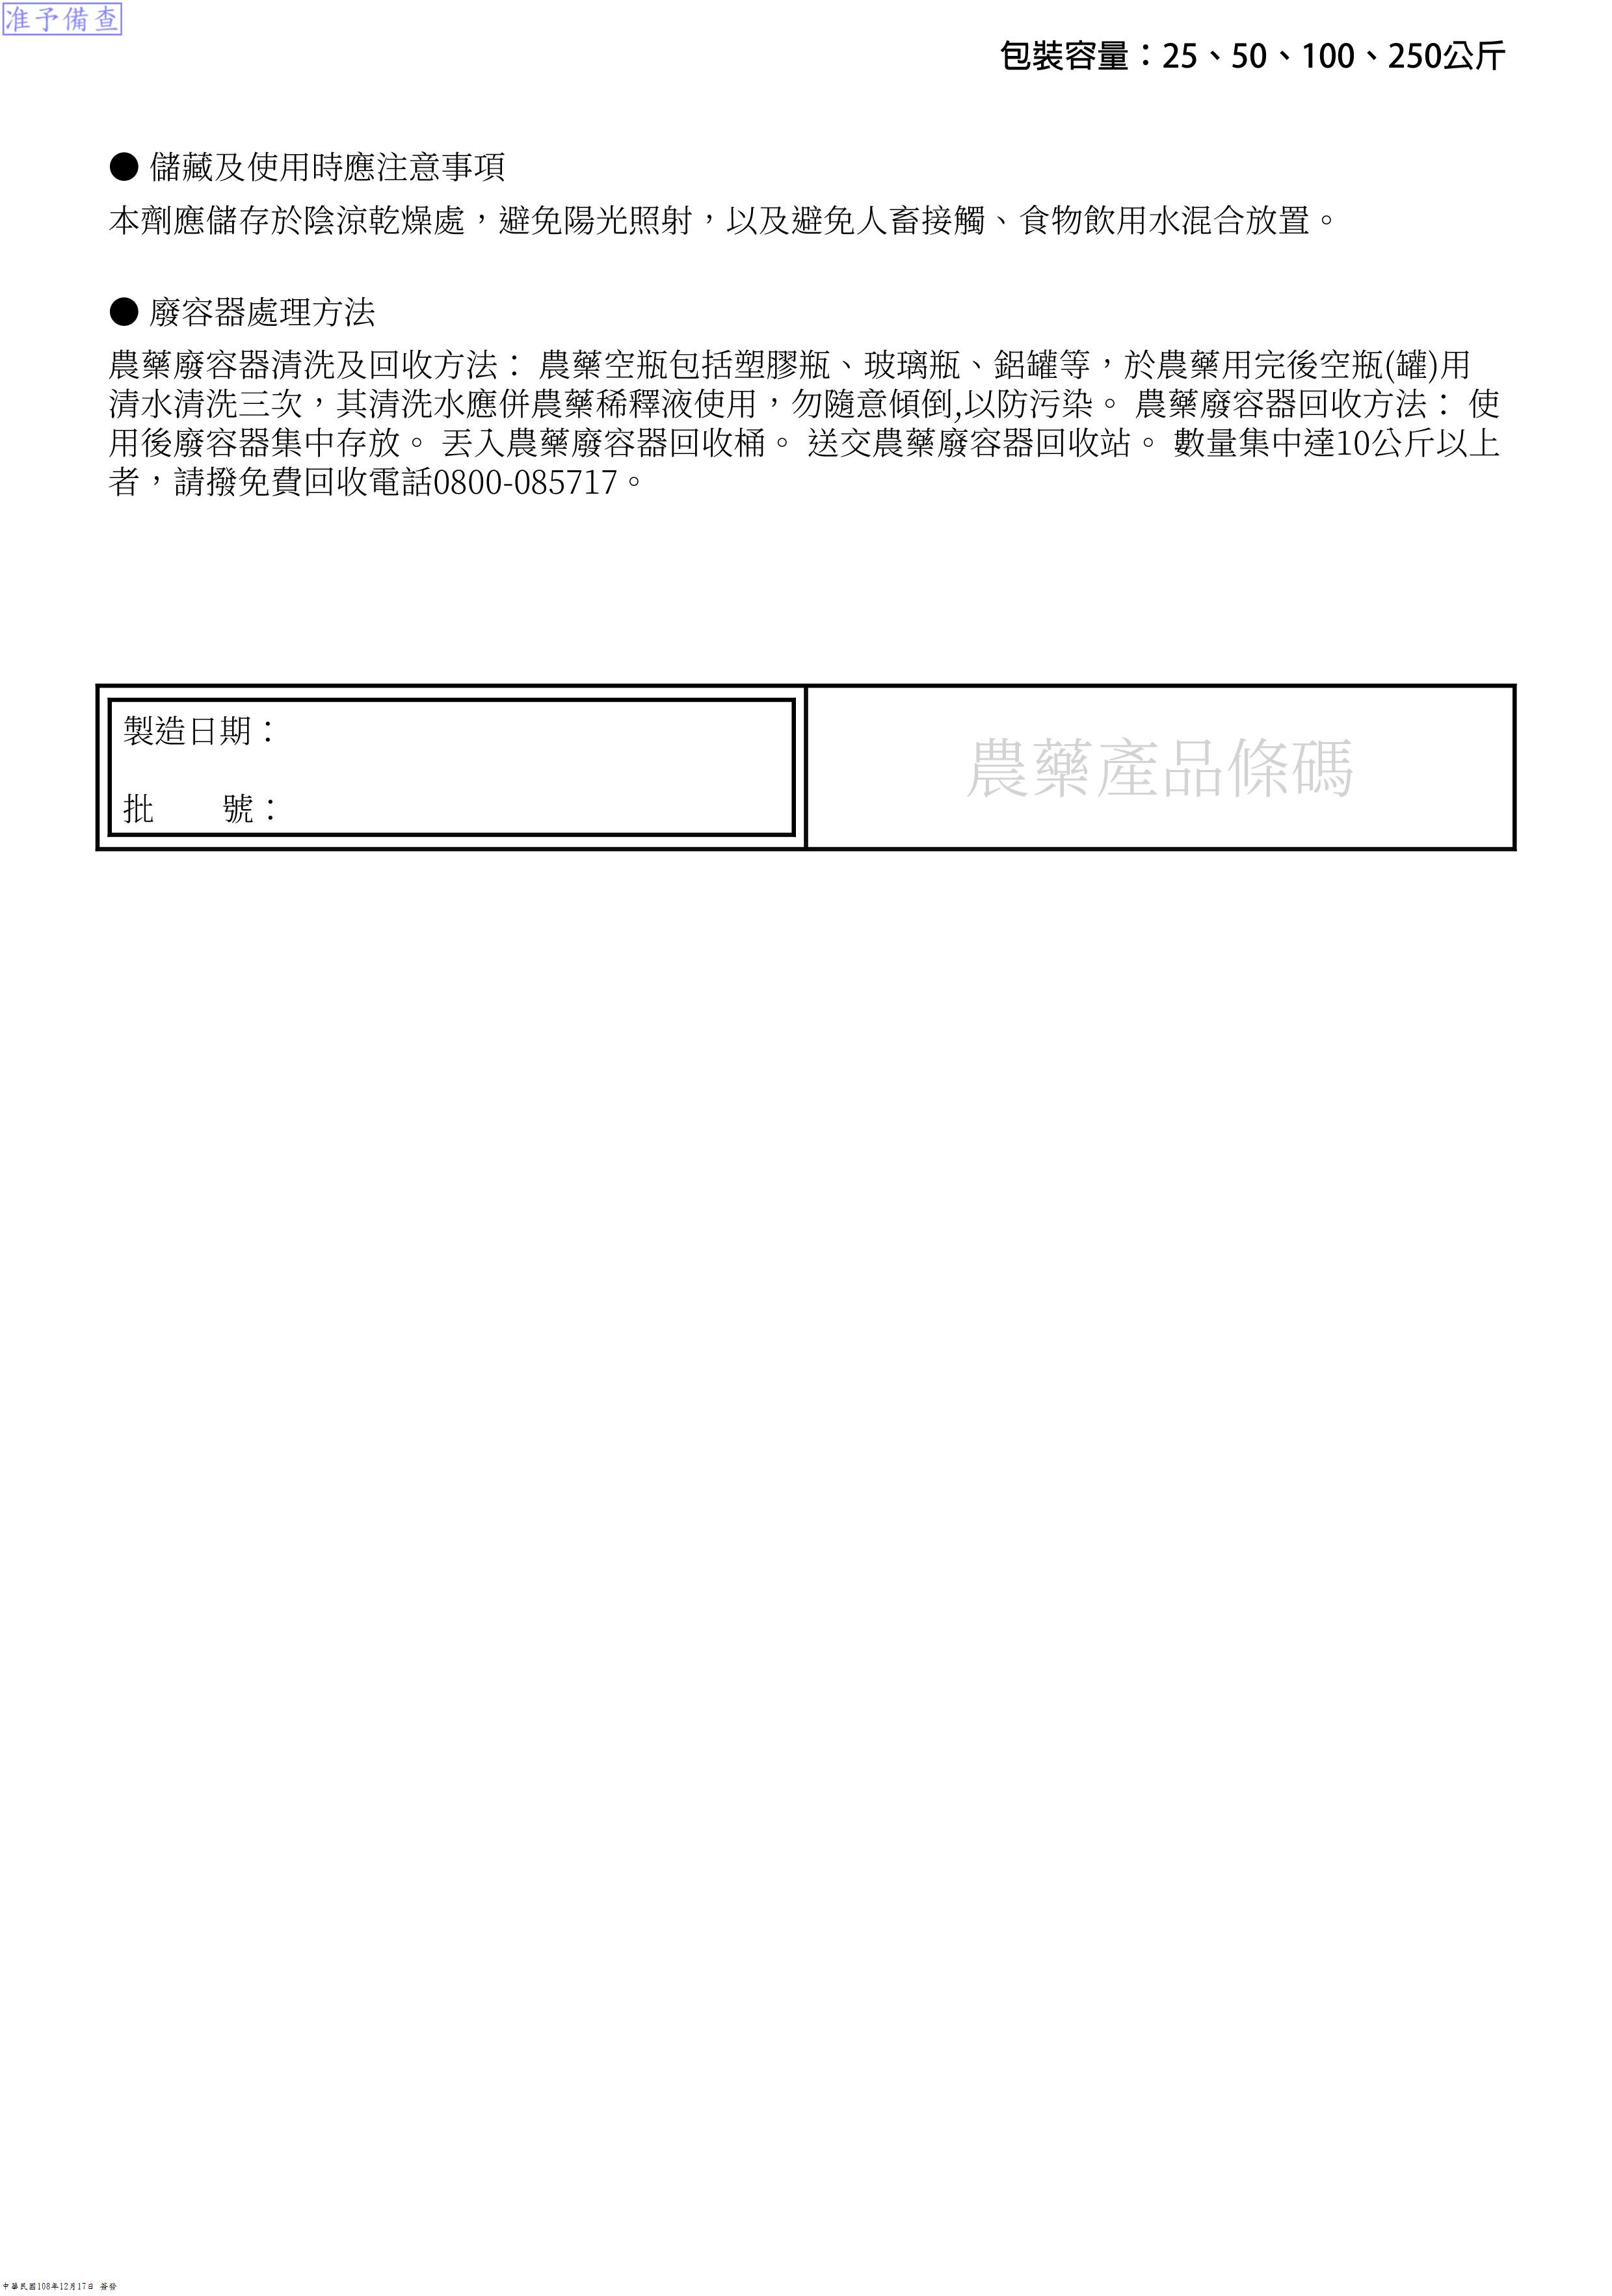 准予備查
包裝容量：25、50、100、250公斤
● 儲藏及使用時應注意事項
本劑應儲存於陰涼乾燥處，避免陽光照射，以及避免人畜接觸、食物飲用水混合放置。
● 廢容器處理方法
農藥廢容器清洗及回收方法： 農藥空瓶包括塑膠瓶、玻璃瓶、鋁罐等，於農藥用完後空瓶(罐)用
清水清洗三次，其清洗水應併農藥稀釋液使用，勿隨意傾倒,以防污染。 農藥廢容器回收方法： 使
用後廢容器集中存放。 丟入農藥廢容器回收桶。 送交農藥廢容器回收站。 數量集中達10公斤以上
者，請撥免費回收電話0800-085717。
製造日期：
批　　號：
農藥產品條碼
中華民國108年12月17日 簽發